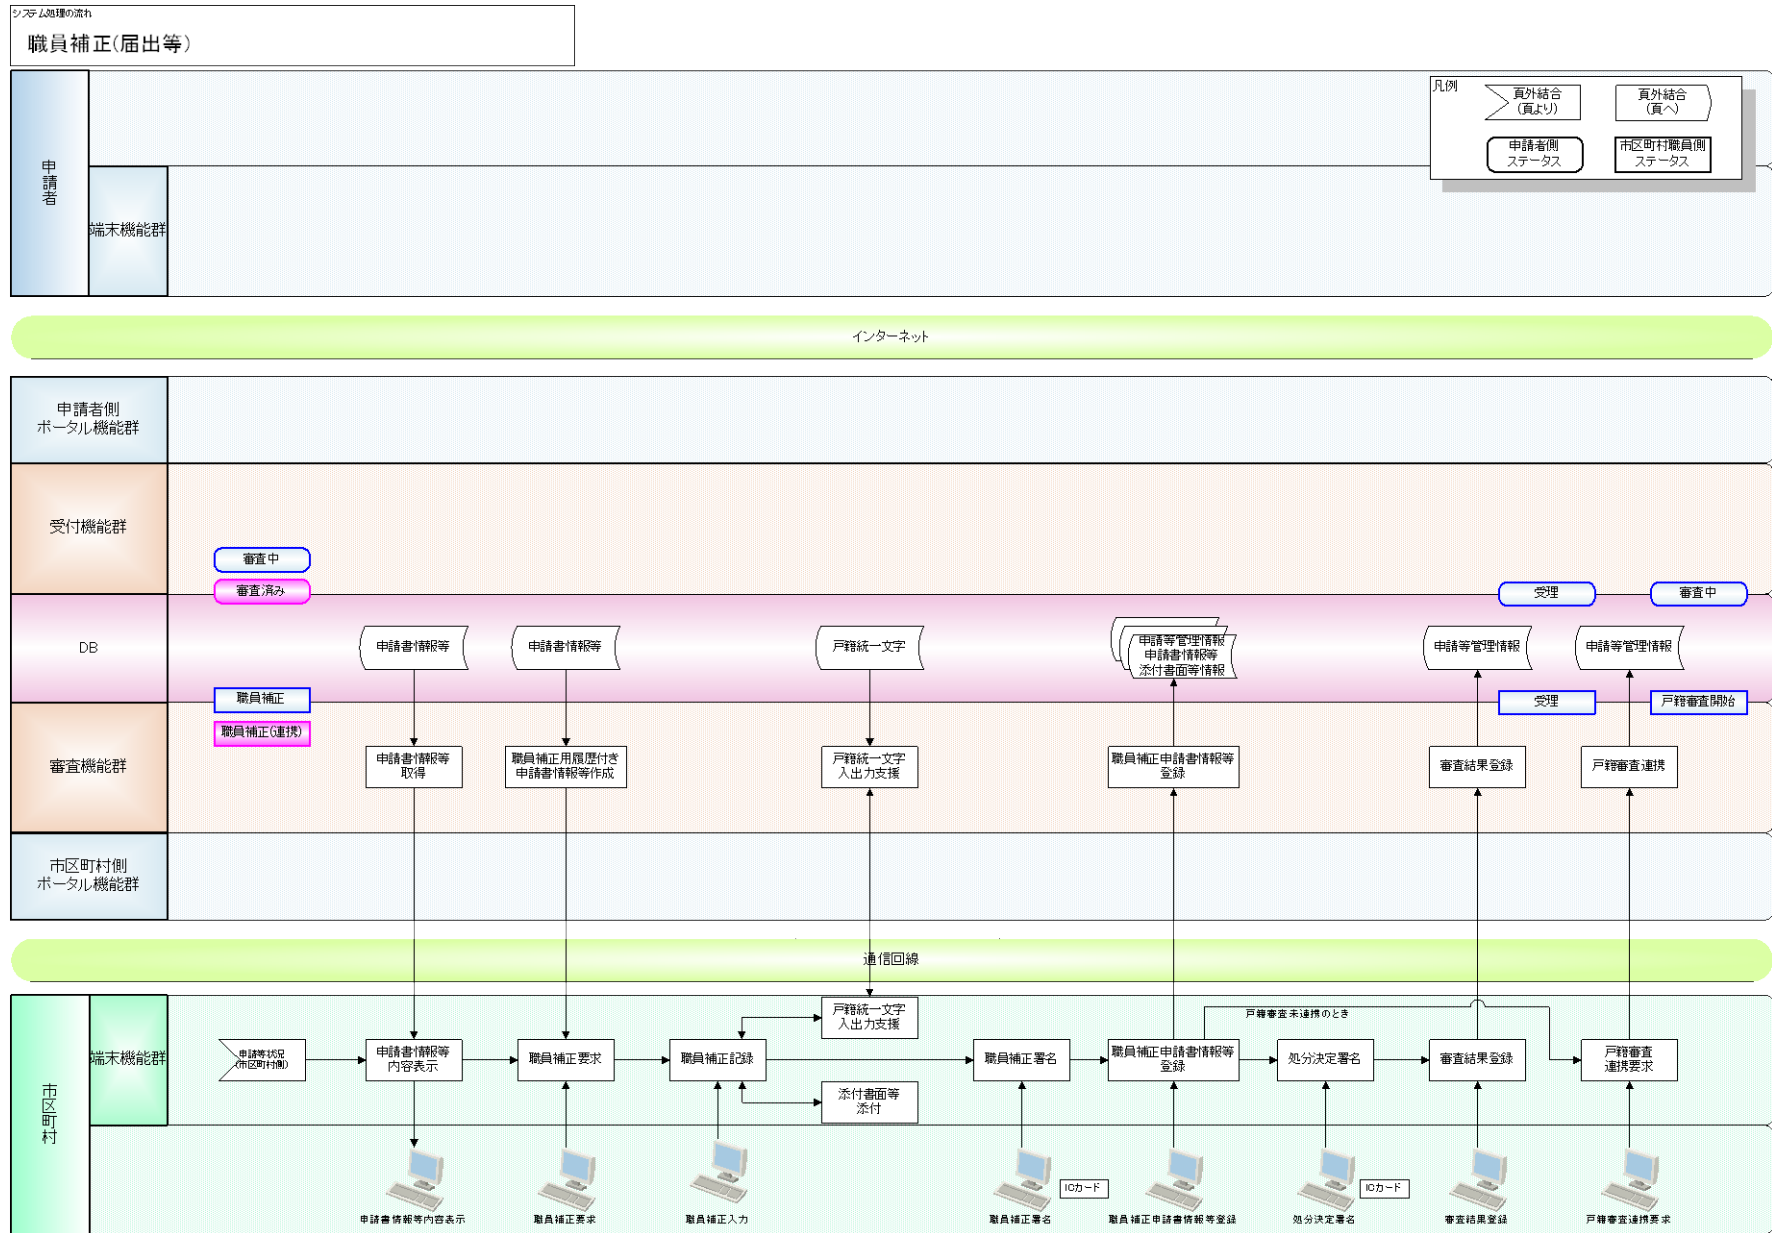 システム処理の流れ
職員補正(届出等)
凡例
頁外結合
(頁より)
頁外結合
(頁へ)
申請者側
ステータス
市区町村職員側
ステータス
申請者
端末機能群
インターネット
申請者側
ポータル機能群
受付機能群
審査中
審査済み
受理
審査中
DB
申請書情報等
申請書情報等
戸籍統一文字
申請等管理情報
申請書情報等
添付書面等情報
申請等管理情報
申請等管理情報
職員補正
職員補正(連携)
受理
戸籍審査開始
審査機能群
申請書情報等
取得
職員補正用履歴付き
申請書情報等作成
戸籍統一文字
入出力支援
職員補正申請書情報等
登録
審査結果登録
戸籍審査連携
市区町村側
ポータル機能群
通信回線
市区町村
端末機能群
申請等状況
(市区町村側)
申請書情報等
内容表示
職員補正要求
職員補正記録
戸籍統一文字
入出力支援
添付書面等
添付
職員補正署名
職員補正申請書情報等
登録
戸籍審査未連携のとき
処分決定署名
審査結果登録
戸籍審査
連携要求
申請書情報等内容表示
職員補正要求
職員補正入力
職員補正署名
ICカード
職員補正申請書情報等登録
処分決定署名
ICカード
審査結果登録
戸籍審査連携要求